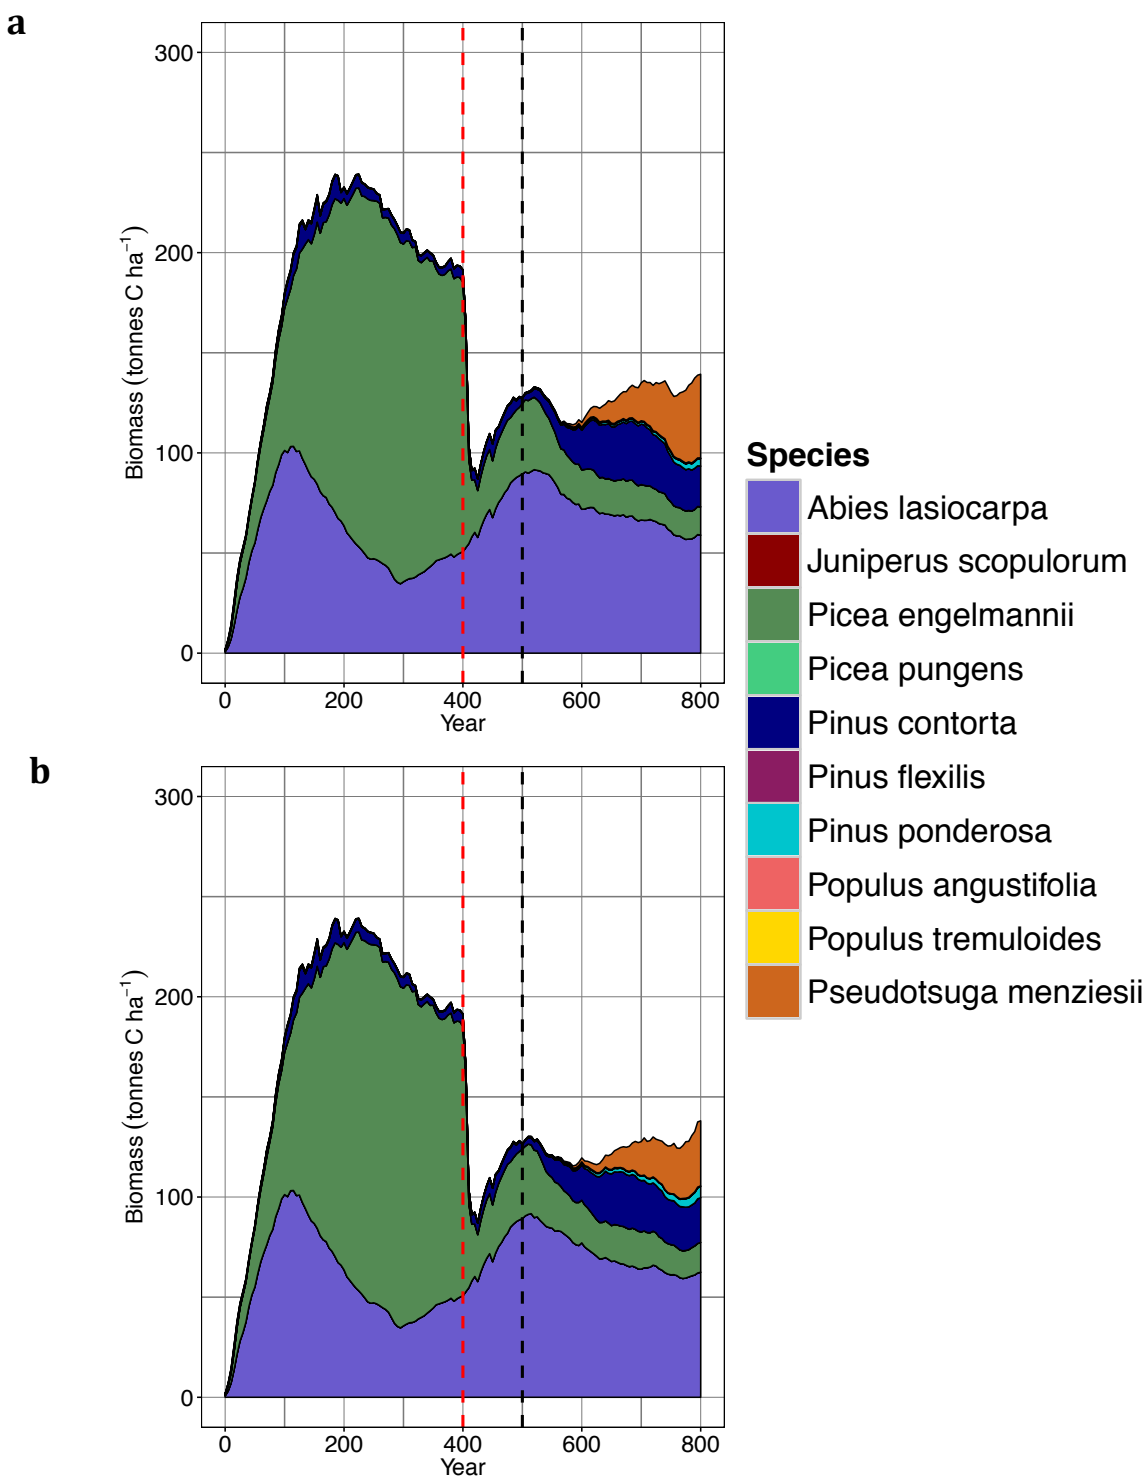 a
300
200
100
0
Biomass (tonnes C ha⁻¹)
0 200 400 600 800
Year
Species
Abies lasiocarpa
Juniperus scopulorum
Picea engelmannii
Picea pungens
Pinus contorta
Pinus flexilis
Pinus ponderosa
Populus angustifolia
Populus tremuloides
Pseudotsuga menziesii
b
300
200
100
0
Biomass (tonnes C ha⁻¹)
0 200 400 600 800
Year